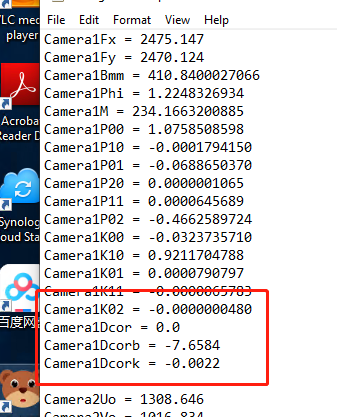 VLC med
player
Acrobat
Reader D
Synolog
loud Sta
百度网
File Edit Format View Help
Camera1Fx = 2475.147
Camera1Fy = 2470.124
Camera1Bmm = 410.8400027066
Camera1Phi = 1.2248326934
Camera1M = 234.1663200885
Camera1P00 = 1.0758508598
Camera1P10 = -0.0001794150
Camera1P01 = -0.0688650370
Camera1P20 = 0.0000001065
Camera1P11 = 0.0000645689
Camera1P02 = -0.4662589724
Camera1K00 = -0.0323735710
Camera1K10 = 0.9211704788
Camera1K01 = 0.0000790797
Camera1K11 = -0.0000065783
Camera1K02 = -0.0000000480
Camera1Dcor = 0.0
Camera1Dcorb = -7.6584
Camera1Dcork = -0.0022
Camera2Uo = 1308.646
Camera2Vo = 1016.834